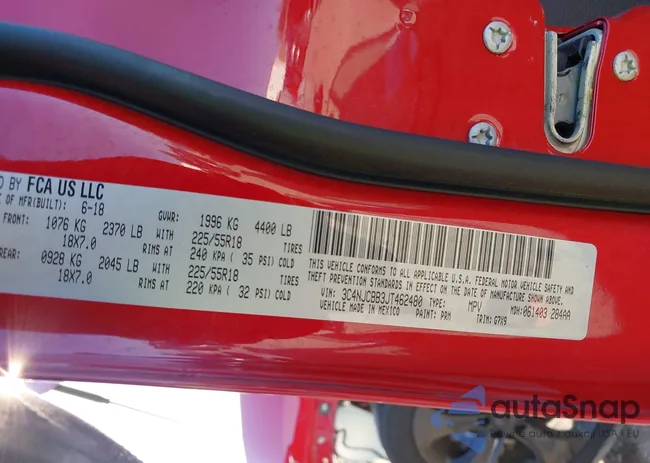 D BY FCA US LLC
OF MFR(BUILT): 6-18
FRONT: 1076 KG 2370 LB WITH 225/55R18 TIRES
18X7.0 RIMS AT 240 KPA ( 35 PSI) COLD
REAR: 0928 KG 2045 LB WITH 225/55R18 TIRES
18X7.0 RIMS AT 220 KPA ( 32 PSI) COLD
GVWR: 1996 KG 4400 LB
THIS VEHICLE CONFORMS TO ALL APPLICABLE U.S.A. FEDERAL MOTOR VEHICLE SAFETY AND
THEFT PREVENTION STANDARDS IN EFFECT ON THE DATE OF MANUFACTURE SHOWN ABOVE.
VIN: 3C4NJCBB3JT462480 TYPE: MPV MDH:061403 284AA
VEHICLE MADE IN MEXICO PAINT: PRM TRIM: G7X9
autoSnap